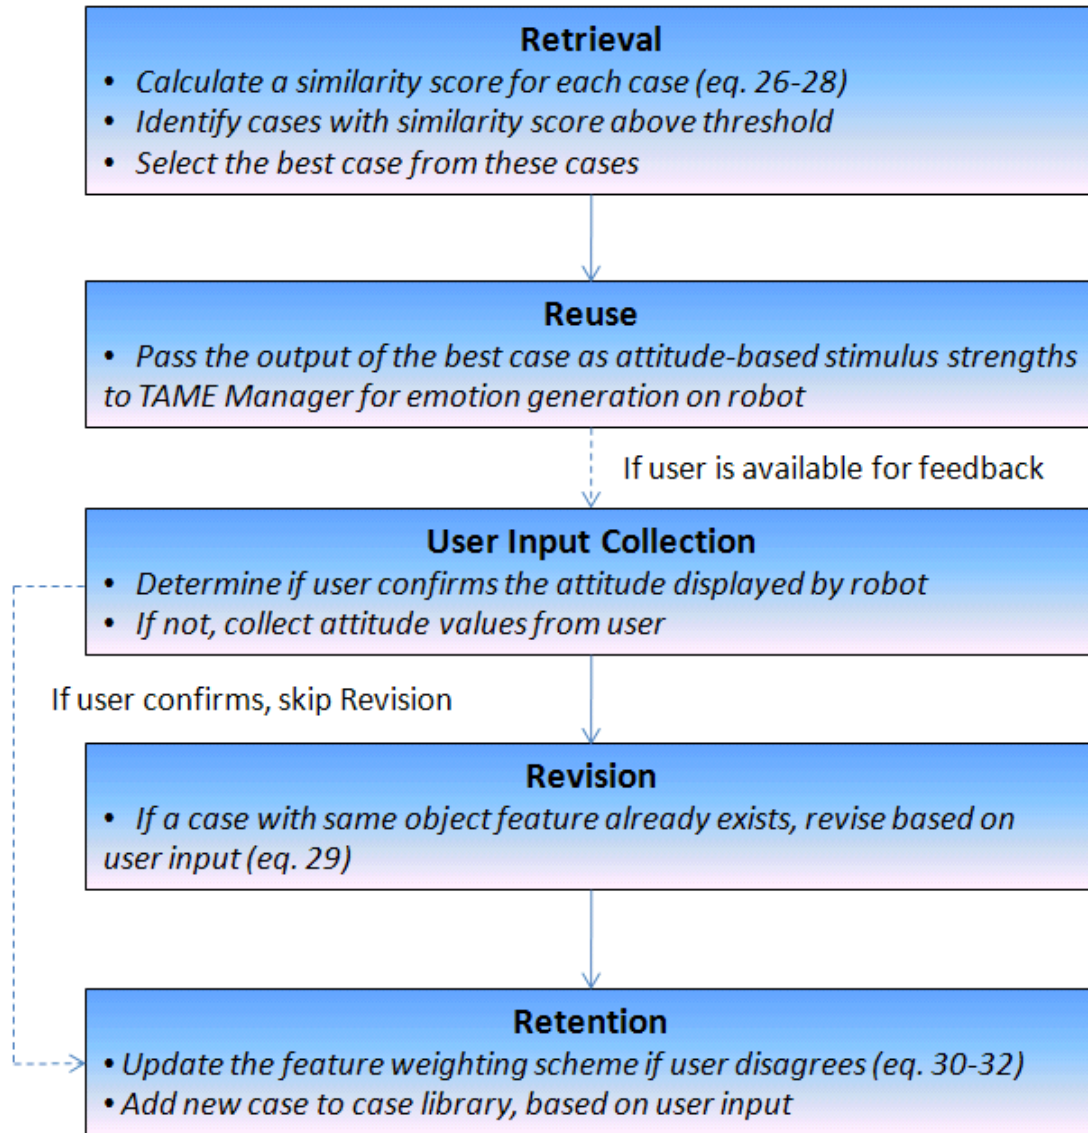 Retrieval
• Calculate a similarity score for each case (eq. 26-28)
• Identify cases with similarity score above threshold
• Select the best case from these cases
Reuse
• Pass the output of the best case as attitude-based stimulus strengths
to TAME Manager for emotion generation on robot
If user is available for feedback
User Input Collection
• Determine if user confirms the attitude displayed by robot
• If not, collect attitude values from user
If user confirms, skip Revision
Revision
• If a case with same object feature already exists, revise based on
user input (eq. 29)
Retention
• Update the feature weighting scheme if user disagrees (eq. 30-32)
• Add new case to case library, based on user input